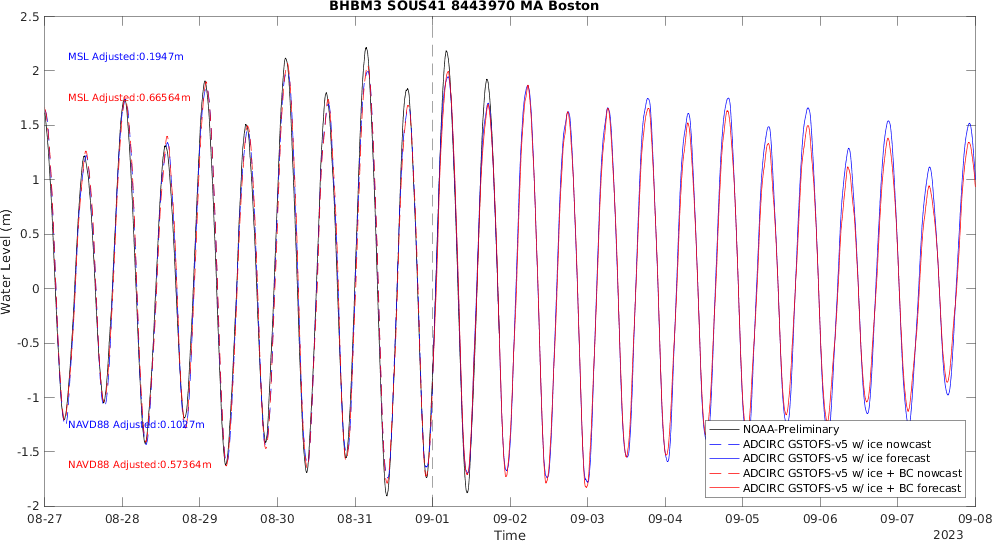 BHBM3 SOUS41 8443970 MA Boston
2.5
2
1.5
1
0.5
0
-0.5
-1
-1.5
-2
Water Level (m)
MSL Adjusted:0.1947m
MSL Adjusted:0.66564m
NAVD88 Adjusted:0.1027m
NAVD88 Adjusted:0.57364m
NOAA-Preliminary
ADCIRC GSTOFS-v5 w/ ice nowcast
ADCIRC GSTOFS-v5 w/ ice forecast
ADCIRC GSTOFS-v5 w/ ice + BC nowcast
ADCIRC GSTOFS-v5 w/ ice + BC forecast
08-27 08-28 08-29 08-30 08-31 09-01 09-02 09-03 09-04 09-05 09-06 09-07 09-08
Time
2023